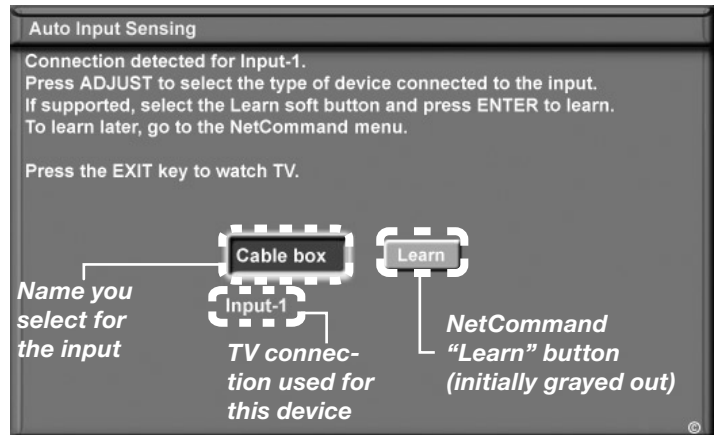 Auto Input Sensing
Connection detected for Input-1.
Press ADJUST to select the type of device connected to the input.
If supported, select the Learn soft button and press ENTER to learn.
To learn later, go to the NetCommand menu.
Press the EXIT key to watch TV.
Cable box
Learn
Input-1
Name you
select for
the input
TV connec-
tion used for
this device
NetCommand
“Learn” button
(initially grayed out)
©